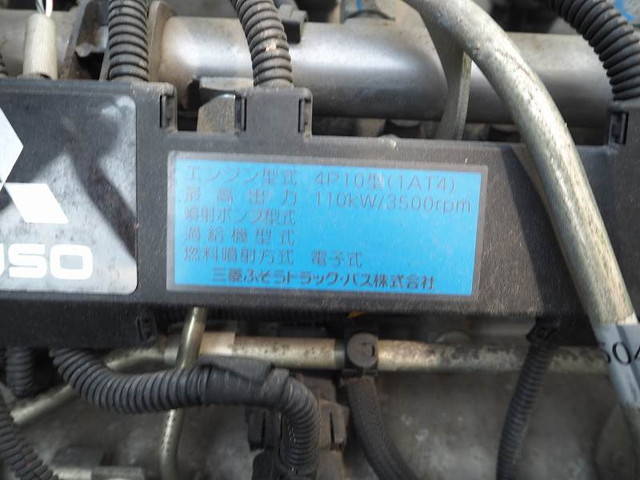 エンジン型式 4P10型(1AT4)
最高出力 110kW/3500rpm
噴射ポンプ型式
過給機型式
燃料噴射方式 電子式
三菱ふそうトラック・バス株式会社
USO
504